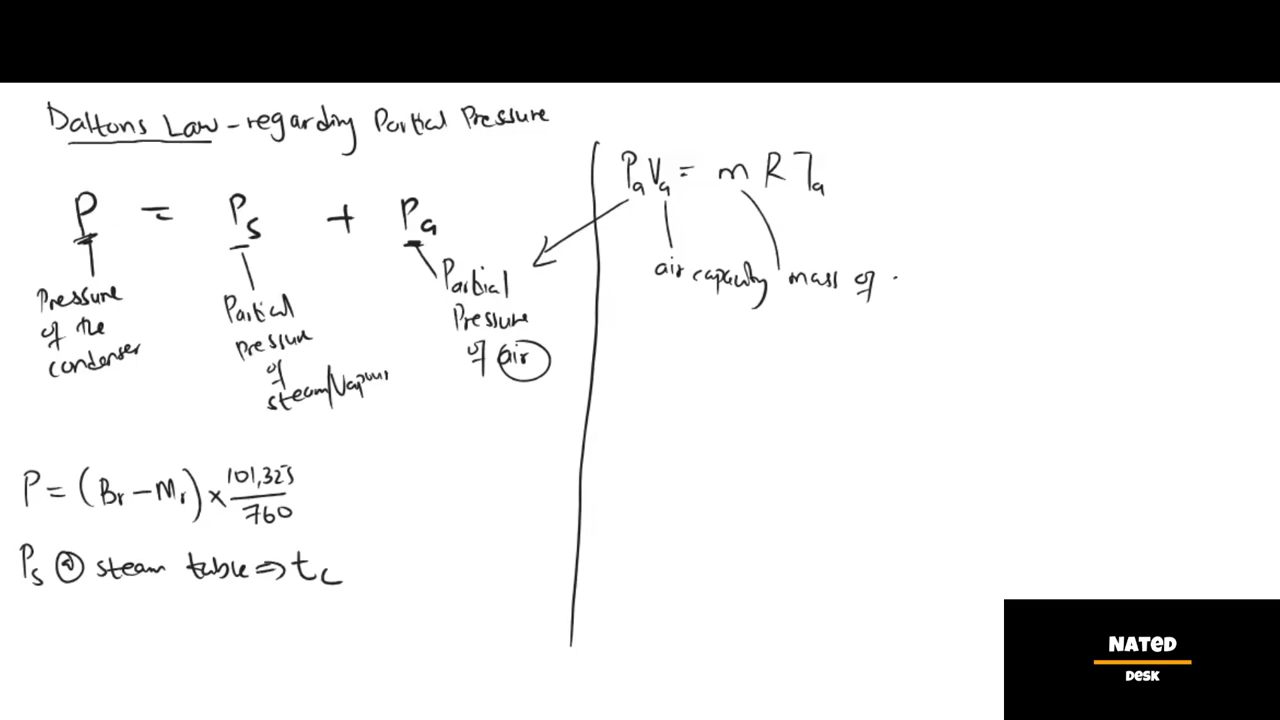 Daltons Law - regarding Partial Pressure
P = Ps + Pa
Pressure
of the
condenser
Partial
Pressure
of
steam/Vapour
Partial
Pressure
of air
P = (Br - Mr) × 101,325/760
Ps @ steam table ⇒ tc
PaVa = m R Ta
air capacity mass of
NATED
DESK